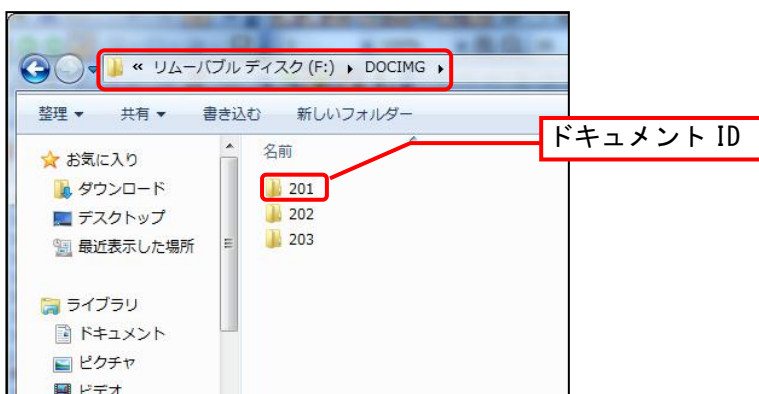 « リムーバブル ディスク (F:) ▸ DOCIMG ▸
整理 ▼ 共有 ▼ 書き込む 新しいフォルダー
ドキュメント ID
お気に入り
ダウンロード
デスクトップ
最近表示した場所
ライブラリ
ドキュメント
ピクチャ
ビデオ
名前
201
202
203